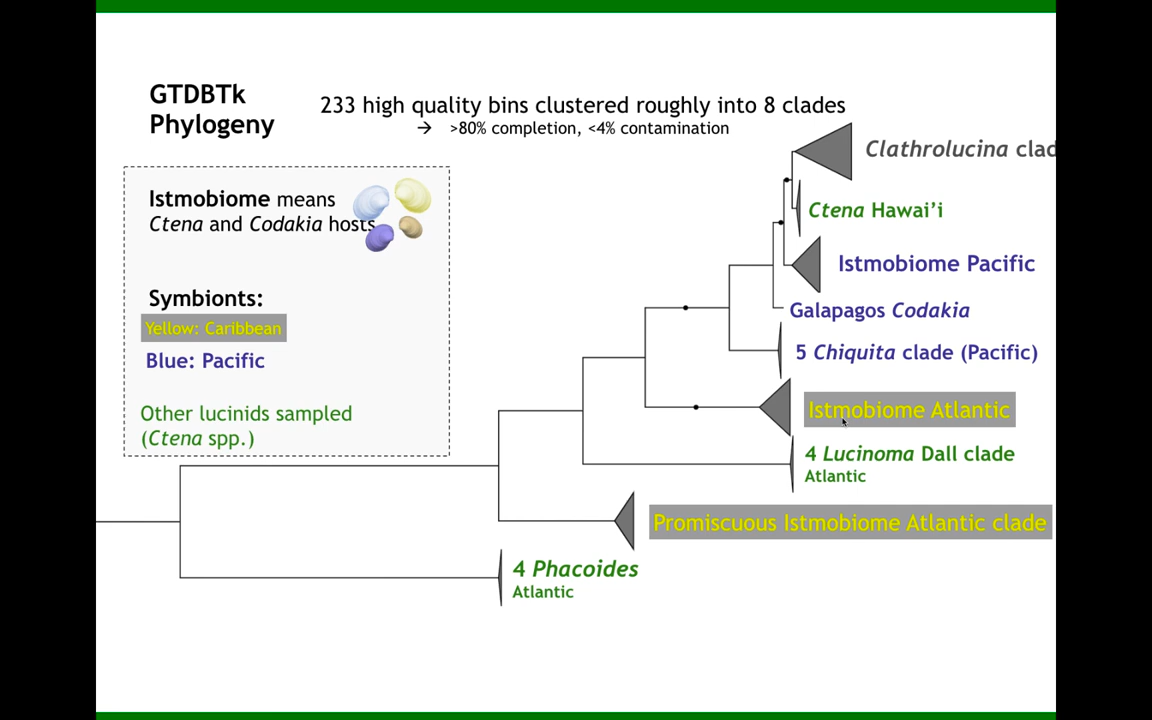 GTDBTk
Phylogeny
233 high quality bins clustered roughly into 8 clades
→ >80% completion, <4% contamination
Istmobiome means
Ctena and Codakia hosts
Symbionts:
Yellow: Caribbean
Blue: Pacific
Other lucinids sampled
(Ctena spp.)
Clathrolucina clad
Ctena Hawai’i
Istmobiome Pacific
Galapagos Codakia
5 Chiquita clade (Pacific)
Istmobiome Atlantic
4 Lucinoma Dall clade
Atlantic
Promiscuous Istmobiome Atlantic clade
4 Phacoides
Atlantic